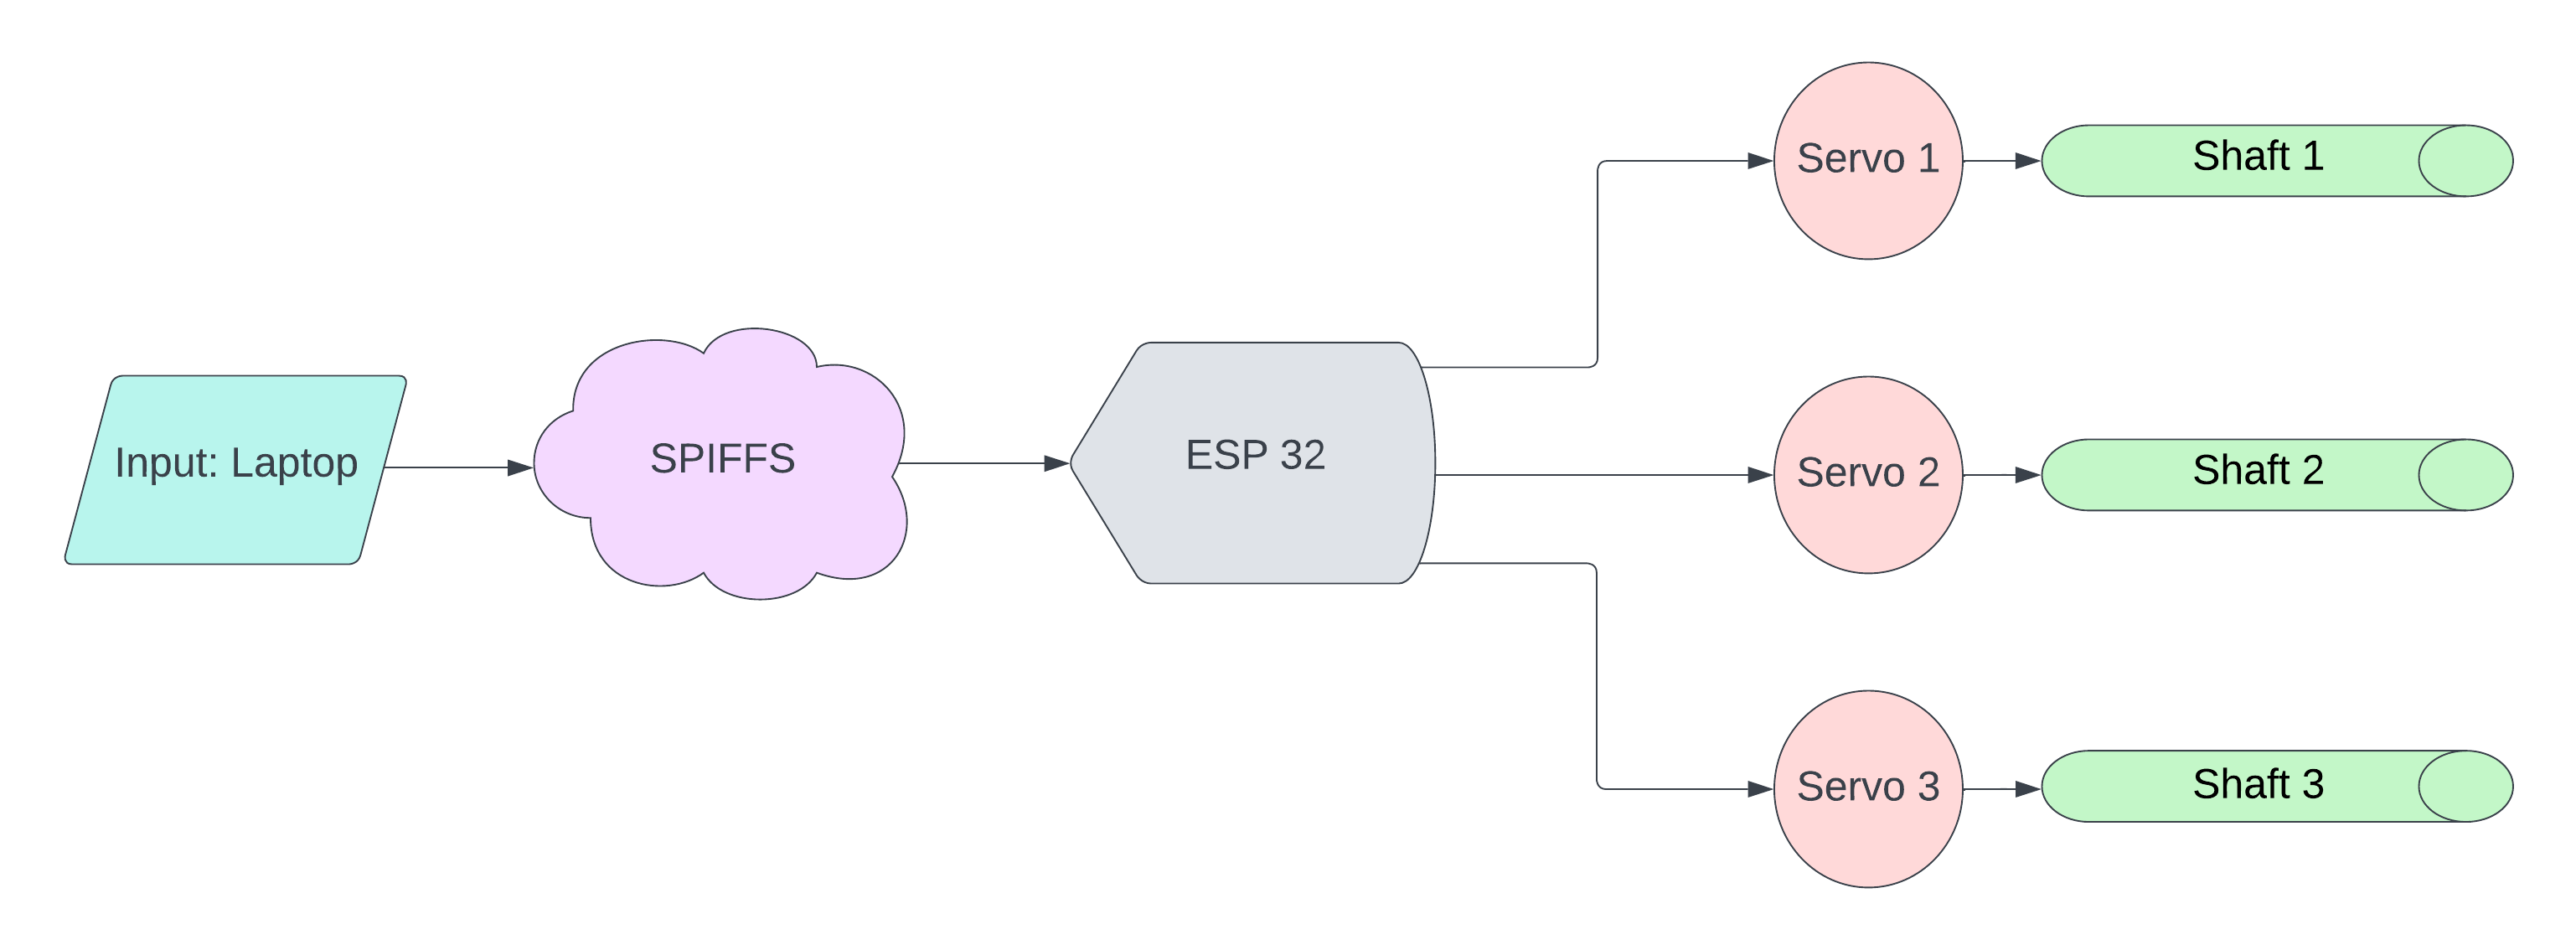 Input: Laptop
SPIFFS
ESP 32
Servo 1
Shaft 1
Servo 2
Shaft 2
Servo 3
Shaft 3